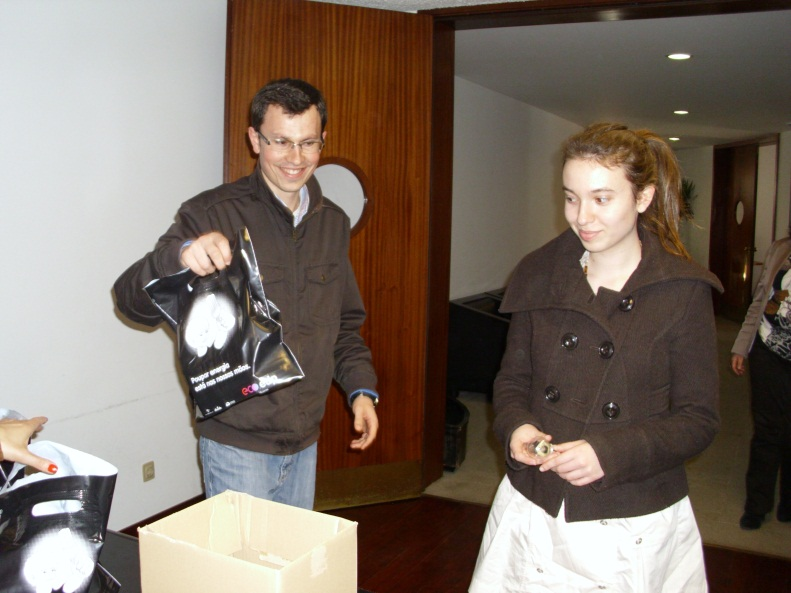 Poupar energia
está nas nossas mãos.
eco